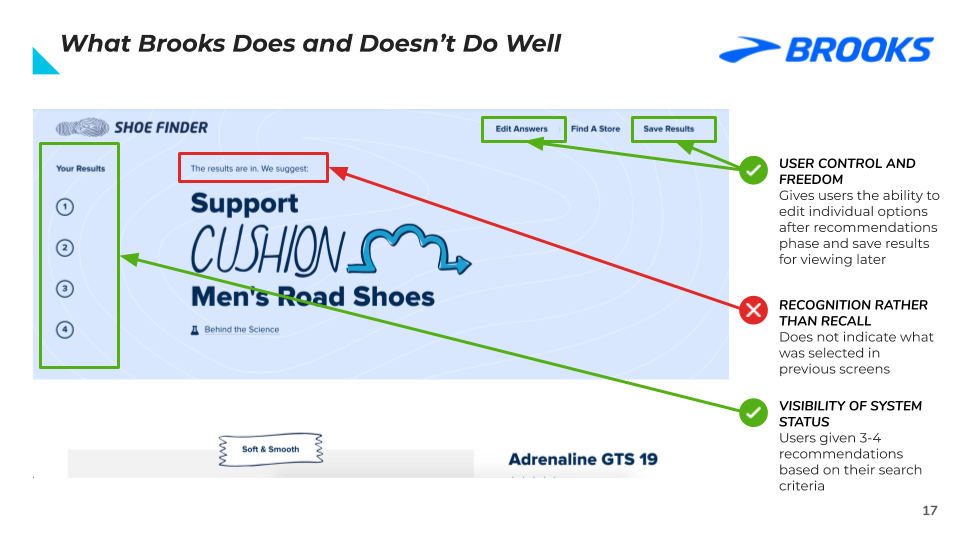 What Brooks Does and Doesn't Do Well
BROOKS
SHOE FINDER
Edit Answers
Find A Store
Save Results
Your Results
1
2
3
4
The results are in. We suggest:
Support
CUSHION
Men's Road Shoes
Behind the Science
Soft & Smooth
Adrenaline GTS 19
USER CONTROL AND
FREEDOM
Gives users the ability to
edit individual options
after recommendations
phase and save results
for viewing later
RECOGNITION RATHER
THAN RECALL
Does not indicate what
was selected in
previous screens
VISIBILITY OF SYSTEM
STATUS
Users given 3-4
recommendations
based on their search
criteria
17